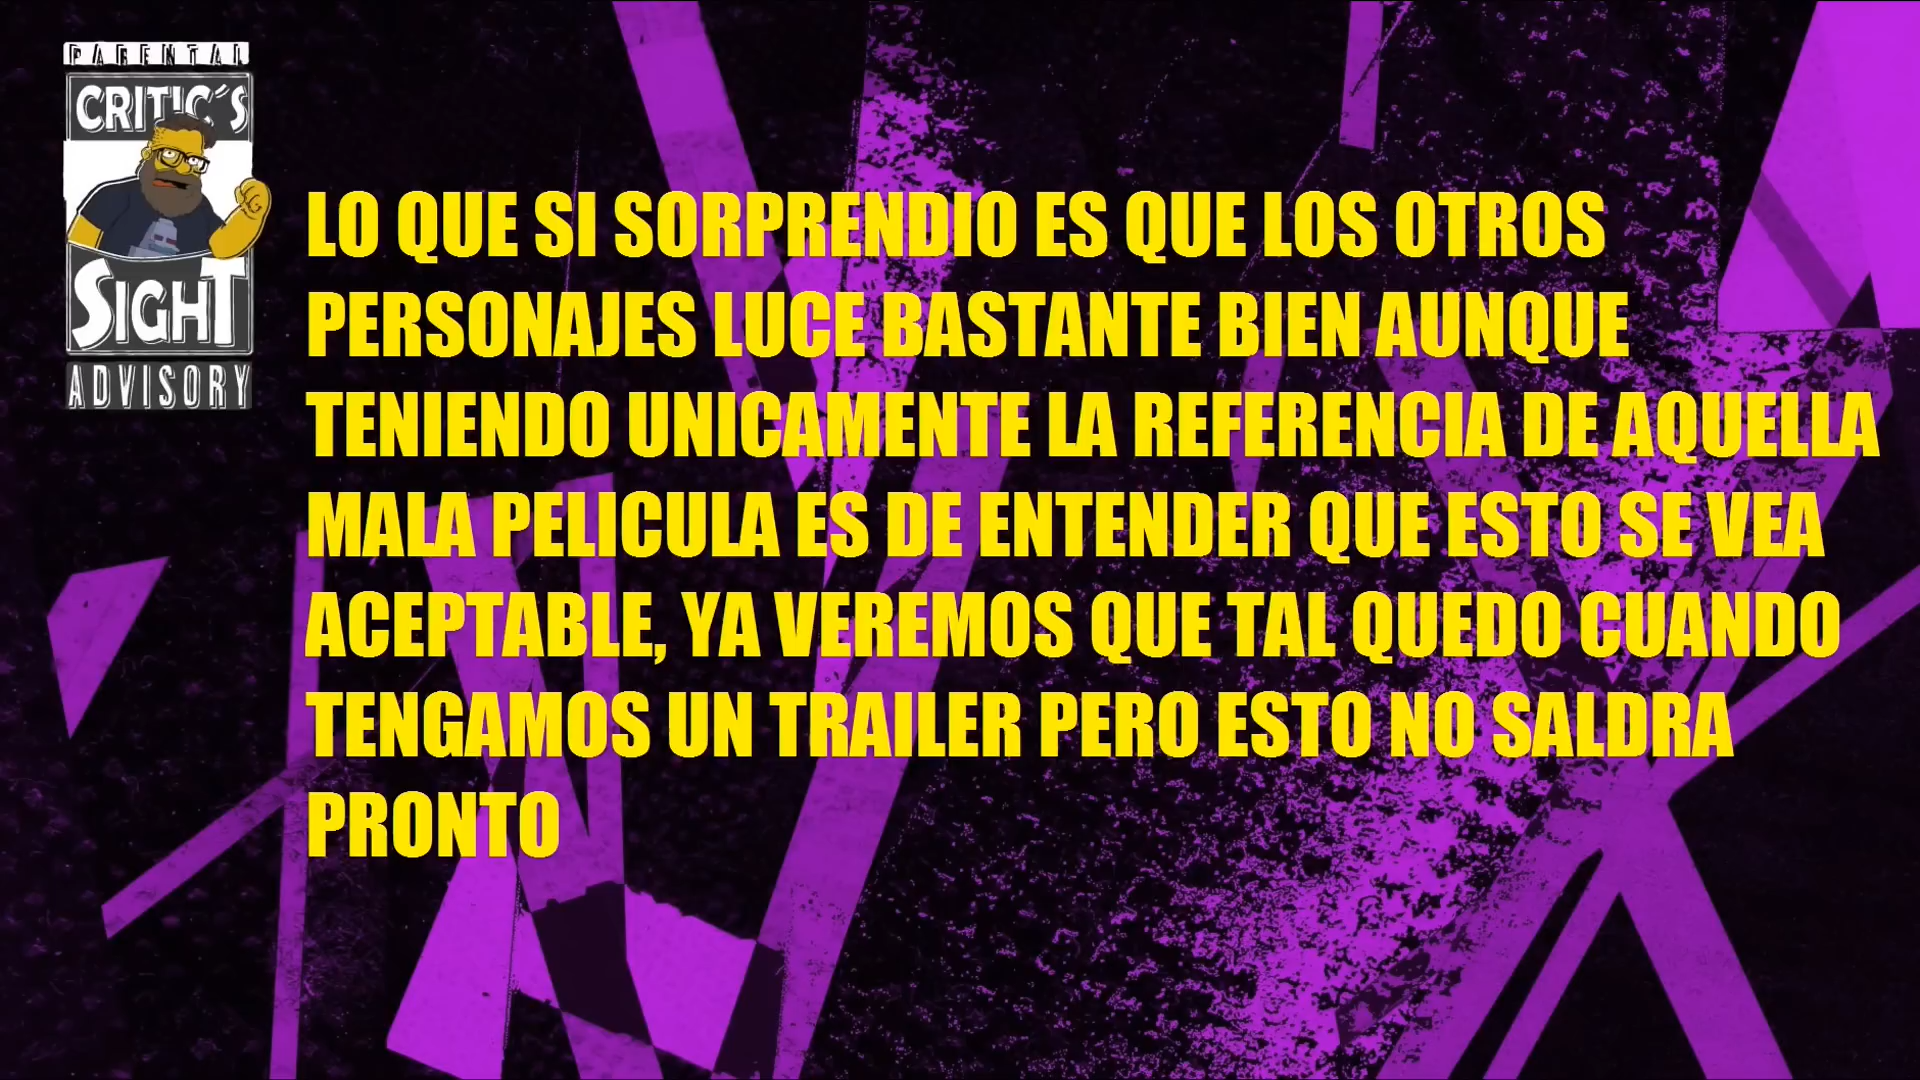 PARENTAL
CRITIC´S
SIGHT
ADVISORY
LO QUE SI SORPRENDIO ES QUE LOS OTROS
PERSONAJES LUCE BASTANTE BIEN AUNQUE
TENIENDO UNICAMENTE LA REFERENCIA DE AQUELLA
MALA PELICULA ES DE ENTENDER QUE ESTO SE VEA
ACEPTABLE, YA VEREMOS QUE TAL QUEDO CUANDO
TENGAMOS UN TRAILER PERO ESTO NO SALDRA
PRONTO